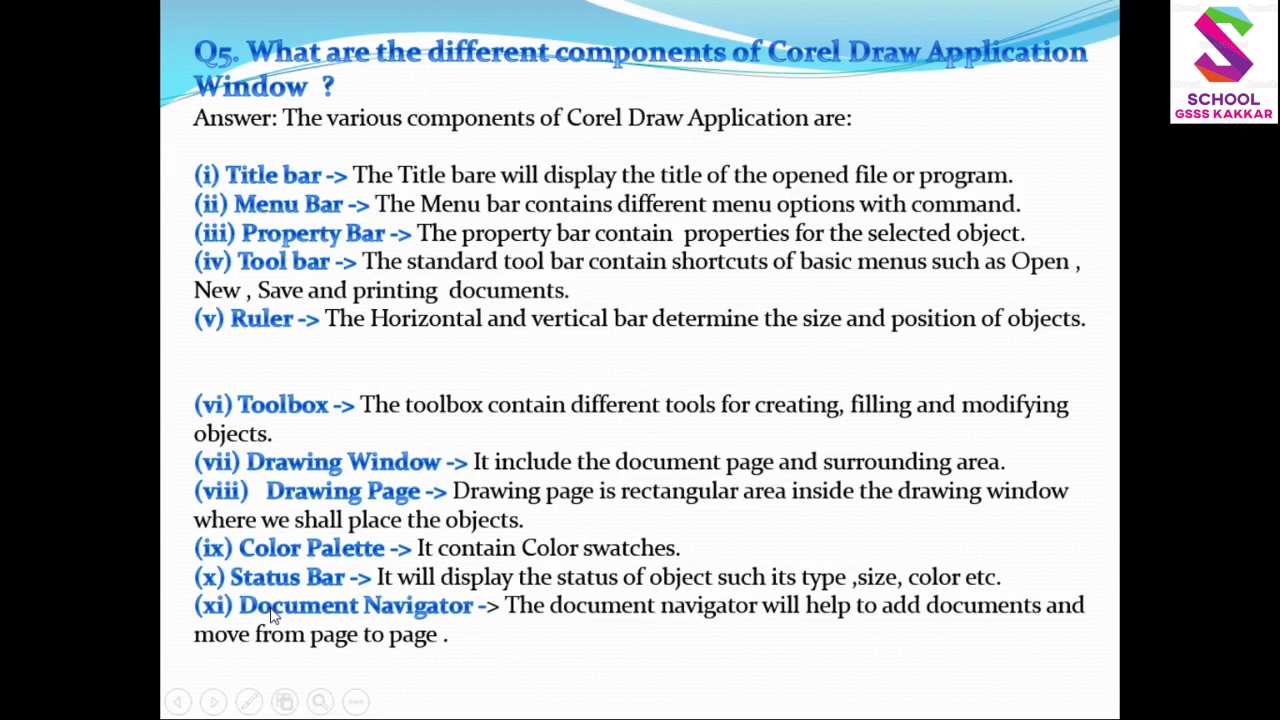 Q5. What are the different components of Corel Draw Application
Window ?
Answer: The various components of Corel Draw Application are:
(i) Title bar -> The Title bare will display the title of the opened file or program.
(ii) Menu Bar -> The Menu bar contains different menu options with command.
(iii) Property Bar -> The property bar contain properties for the selected object.
(iv) Tool bar -> The standard tool bar contain shortcuts of basic menus such as Open ,
New , Save and printing documents.
(v) Ruler -> The Horizontal and vertical bar determine the size and position of objects.
(vi) Toolbox -> The toolbox contain different tools for creating, filling and modifying
objects.
(vii) Drawing Window -> It include the document page and surrounding area.
(viii) Drawing Page -> Drawing page is rectangular area inside the drawing window
where we shall place the objects.
(ix) Color Palette -> It contain Color swatches.
(x) Status Bar -> It will display the status of object such its type ,size, color etc.
(xi) Document Navigator -> The document navigator will help to add documents and
move from page to page .
SCHOOL
GSSS KAKKAR